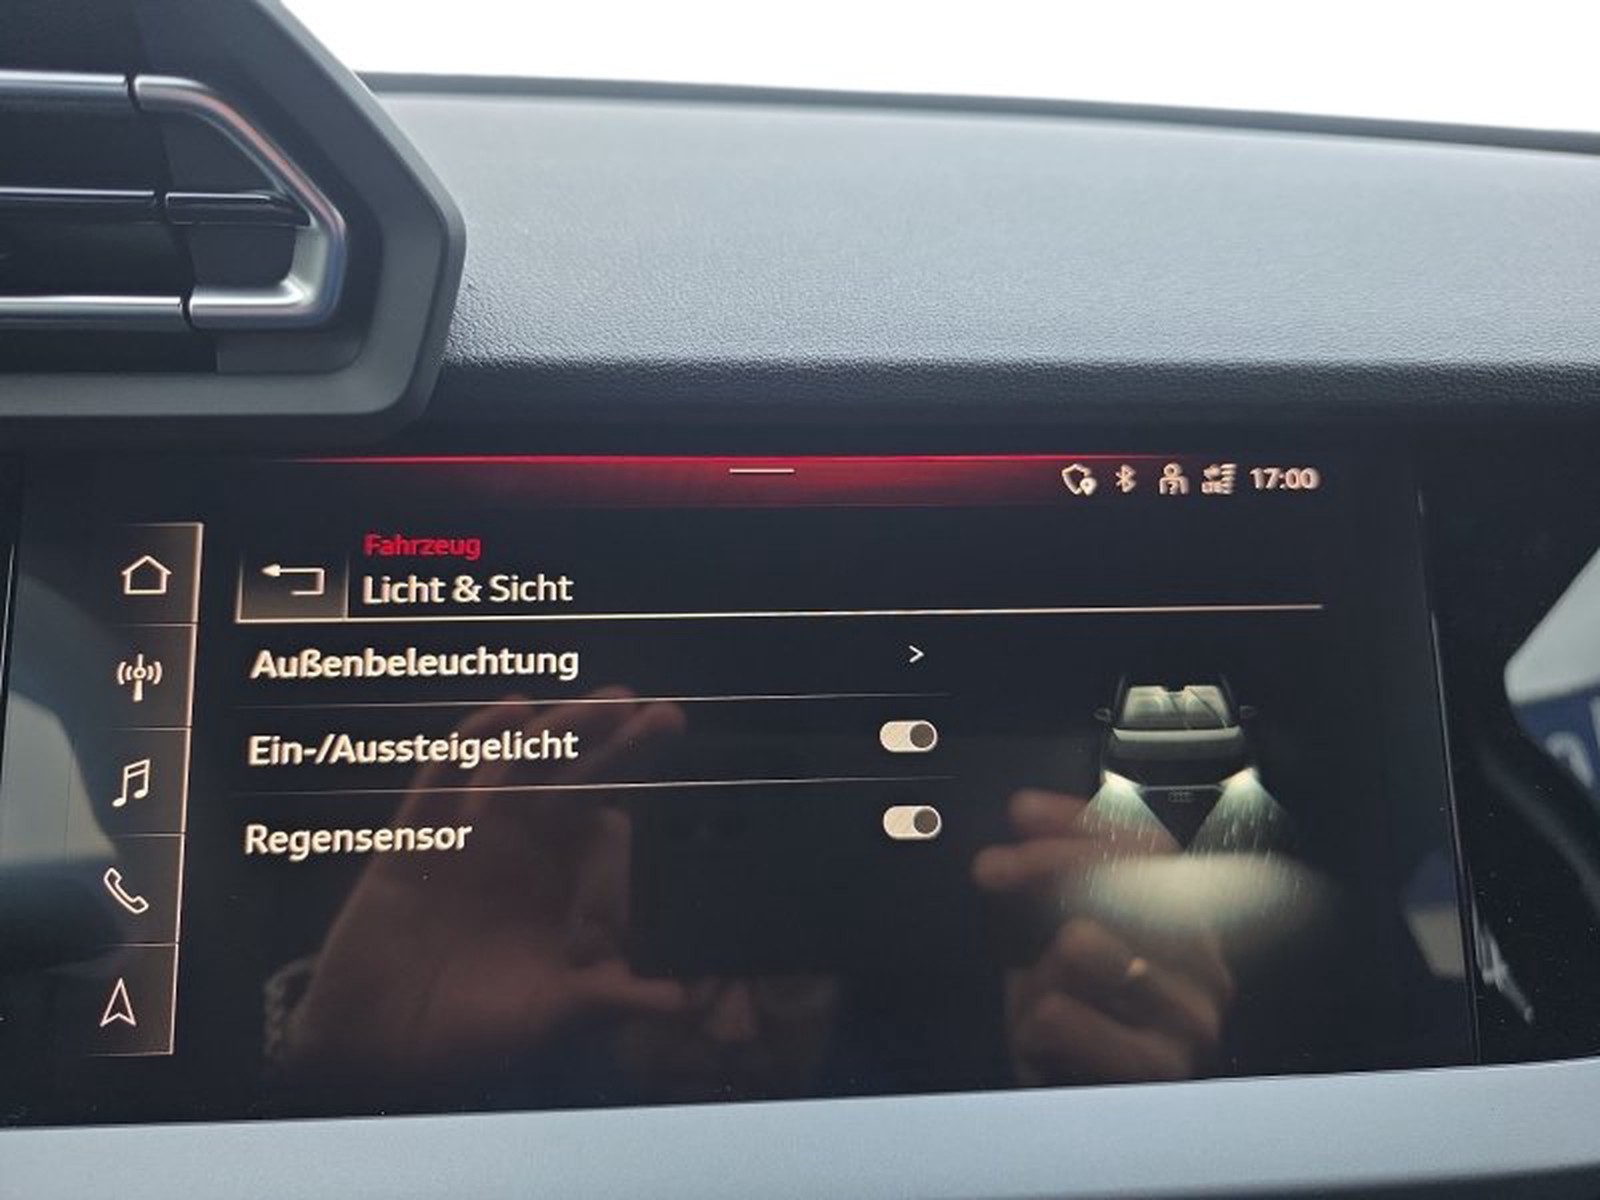 17:00
Fahrzeug
Licht & Sicht
Außenbeleuchtung
Ein-/Aussteigelicht
Regensensor